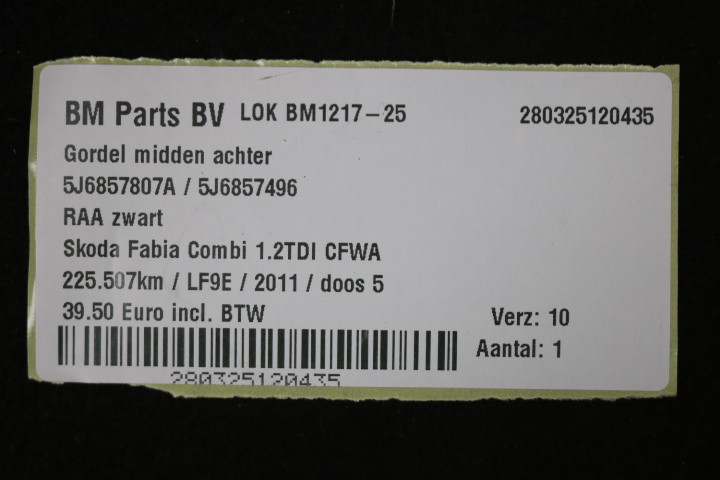 BM Parts BV LOK BM1217-25 280325120435
Gordel midden achter
5J6857807A / 5J6857496
RAA zwart
Skoda Fabia Combi 1.2TDI CFWA
225.507km / LF9E / 2011 / doos 5
39.50 Euro incl. BTW
Verz: 10
Aantal: 1
280325120435